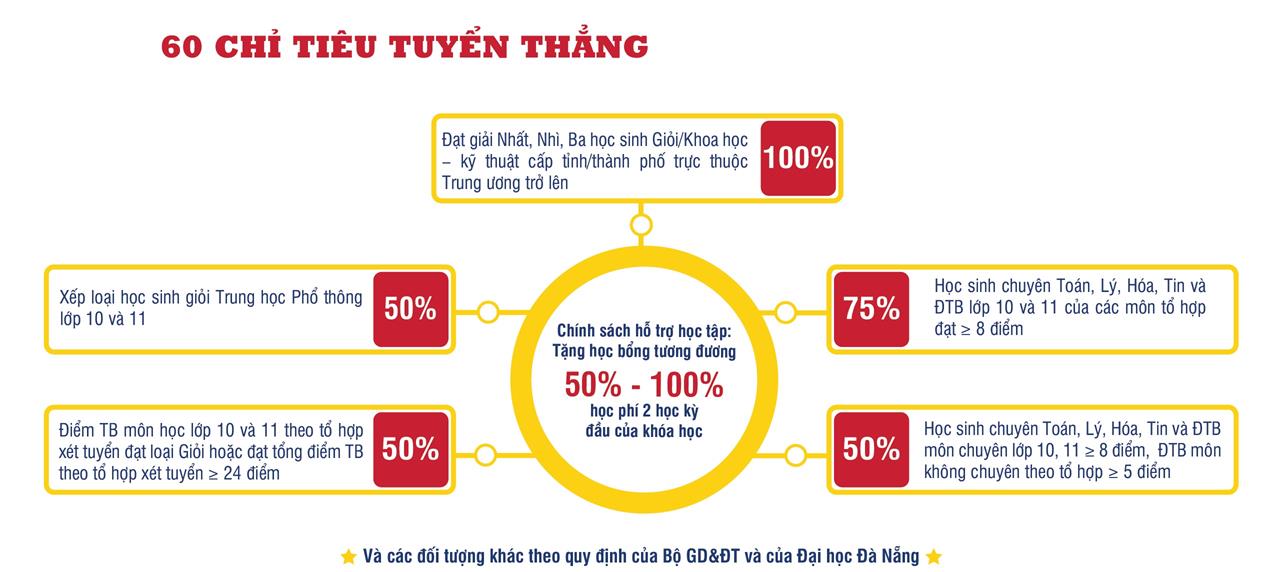 60 CHỈ TIÊU TUYỂN THẲNG
Đạt giải Nhất, Nhì, Ba học sinh Giỏi/Khoa học
– kỹ thuật cấp tỉnh/thành phố trực thuộc
Trung ương trở lên
100%
Xếp loại học sinh giỏi Trung học Phổ thông
lớp 10 và 11
50%
75%
Học sinh chuyên Toán, Lý, Hóa, Tin và
ĐTB lớp 10 và 11 của các môn tổ hợp
đạt ≥ 8 điểm
Chính sách hỗ trợ học tập:
Tặng học bổng tương đương
50% - 100%
học phí 2 học kỳ
đầu của khóa học
Điểm TB môn học lớp 10 và 11 theo tổ hợp
xét tuyển đạt loại Giỏi hoặc đạt tổng điểm TB
theo tổ hợp xét tuyển ≥ 24 điểm
50%
50%
Học sinh chuyên Toán, Lý, Hóa, Tin và ĐTB
môn chuyên lớp 10, 11 ≥ 8 điểm, ĐTB môn
không chuyên theo tổ hợp ≥ 5 điểm
Và các đối tượng khác theo quy định của Bộ GD&ĐT và của Đại học Đà Nẵng